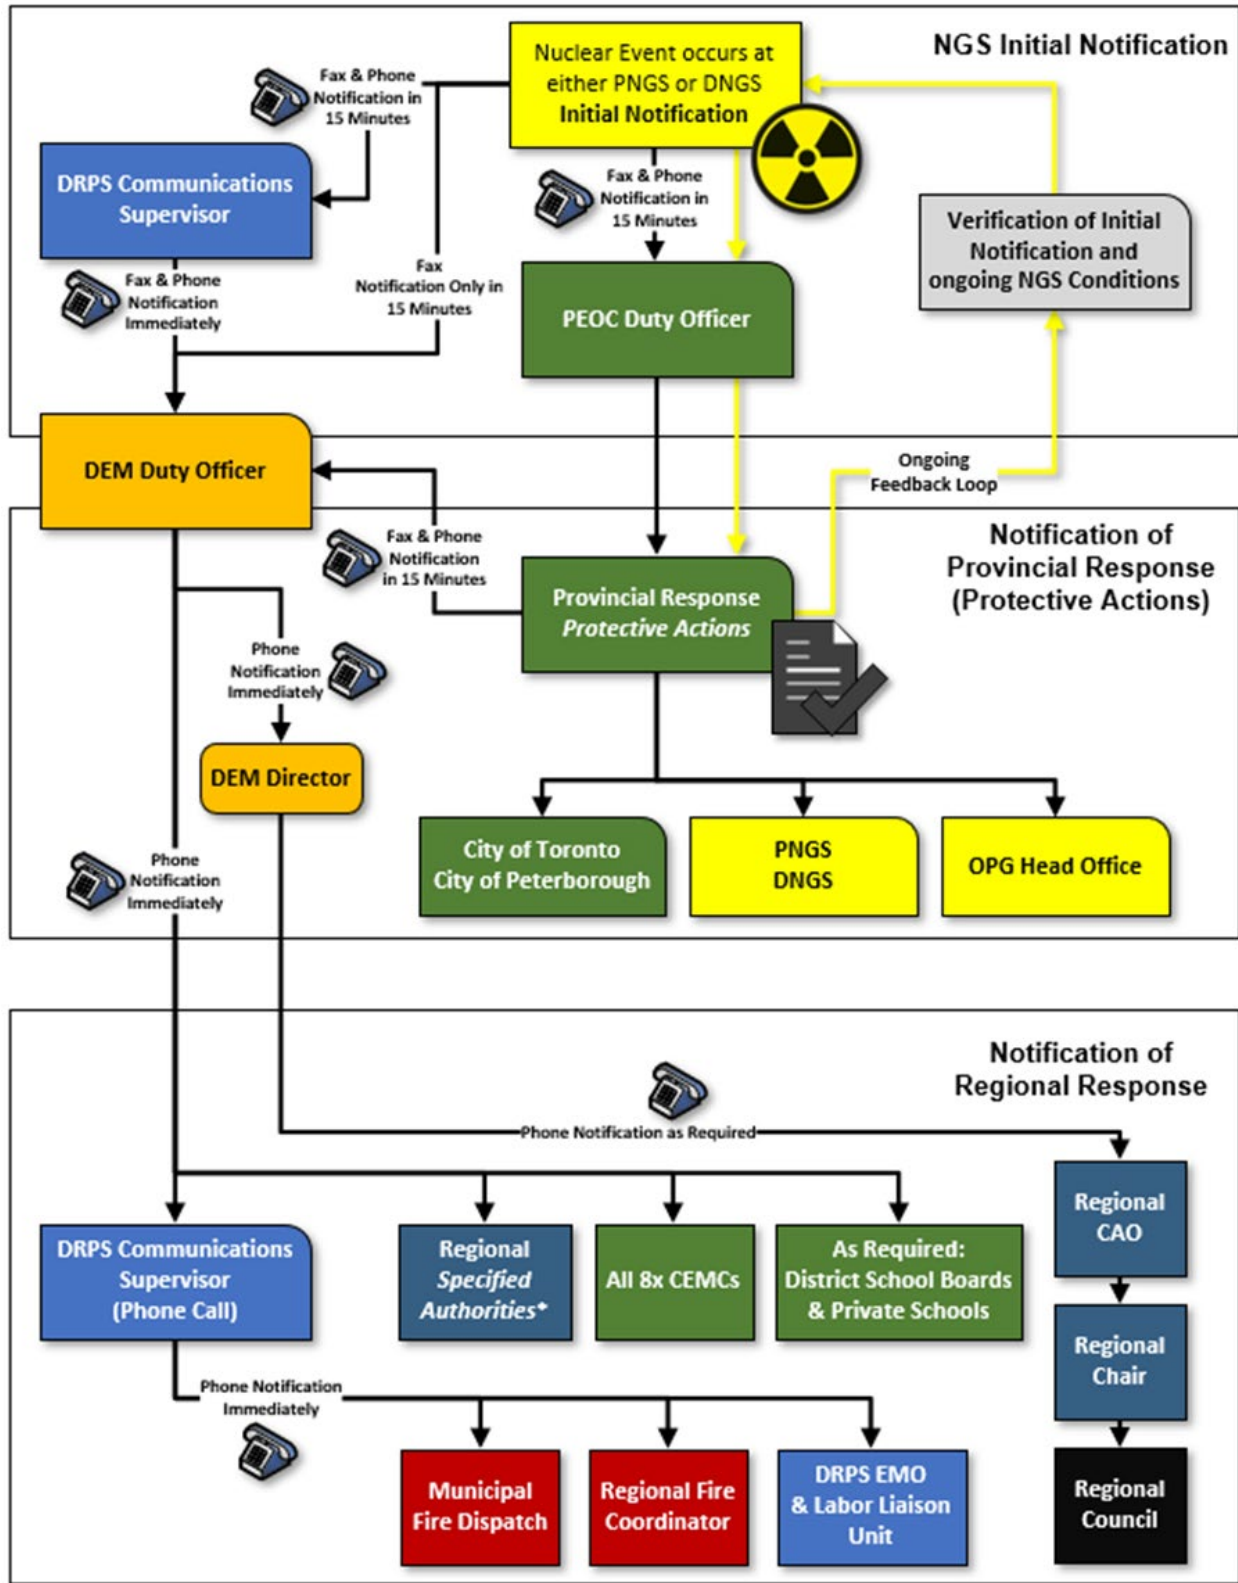 NGS Initial Notification
Nuclear Event occurs at
either PNGS or DNGS
Initial Notification
Fax & Phone
Notification in
15 Minutes
DRPS Communications
Supervisor
Fax & Phone
Notification in
15 Minutes
Verification of Initial
Notification and
ongoing NGS Conditions
Fax & Phone
Notification
Immediately
Fax
Notification Only in
15 Minutes
PEOC Duty Officer
DEM Duty Officer
Ongoing
Feedback Loop
Notification of
Provincial Response
(Protective Actions)
Fax & Phone
Notification
in 15 Minutes
Provincial Response
Protective Actions
Phone
Notification
Immediately
DEM Director
Phone
Notification
Immediately
City of Toronto
City of Peterborough
PNGS
DNGS
OPG Head Office
Notification of
Regional Response
Phone Notification as Required
Regional
CAO
DRPS Communications
Supervisor
(Phone Call)
Regional
Specified
Authorities*
All 8x CEMCs
As Required:
District School Boards
& Private Schools
Regional
Chair
Phone Notification
Immediately
Municipal
Fire Dispatch
Regional Fire
Coordinator
DRPS EMO
& Labor Liaison
Unit
Regional
Council